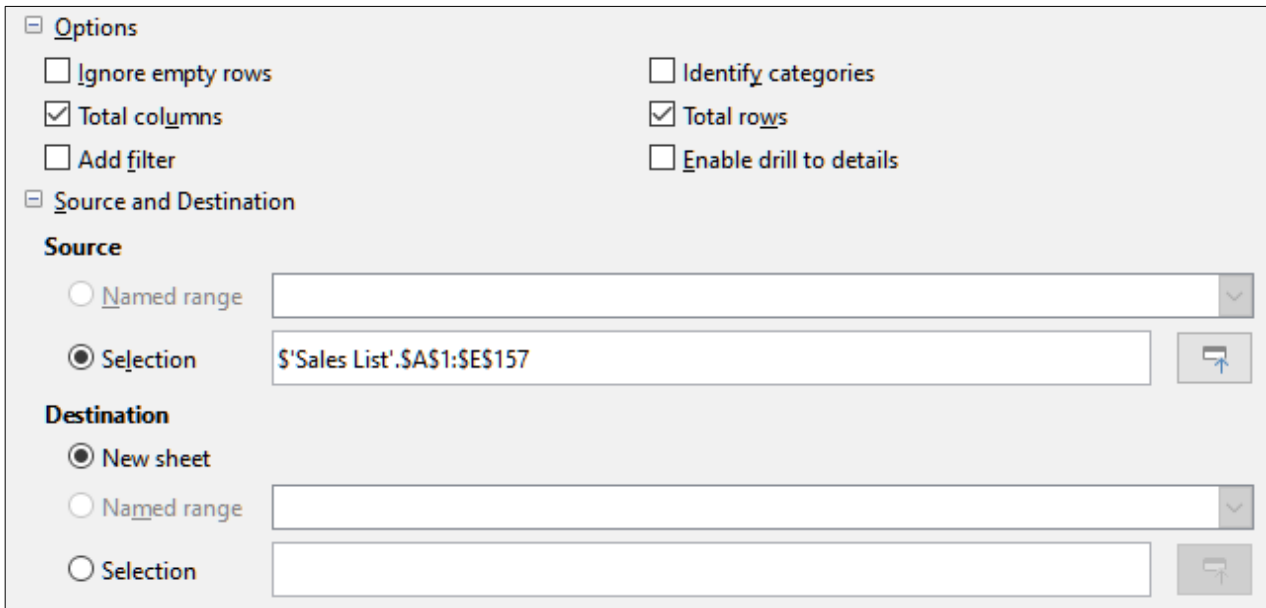 Options
Ignore empty rows
Identify categories
Total columns
Total rows
Add filter
Enable drill to details
Source and Destination
Source
Named range
Selection
$'Sales List'.$A$1:$E$157
Destination
New sheet
Named range
Selection